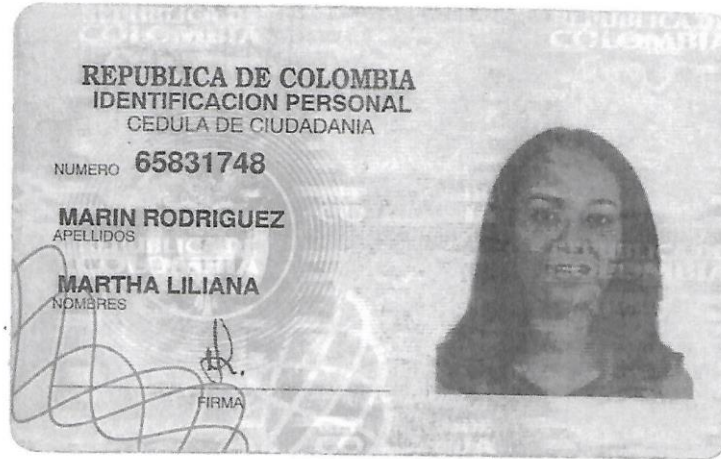 REPUBLICA DE COLOMBIA
IDENTIFICACION PERSONAL
CEDULA DE CIUDADANIA
NUMERO 65831748
MARIN RODRIGUEZ
APELLIDOS
MARTHA LILIANA
NOMBRES
FIRMA